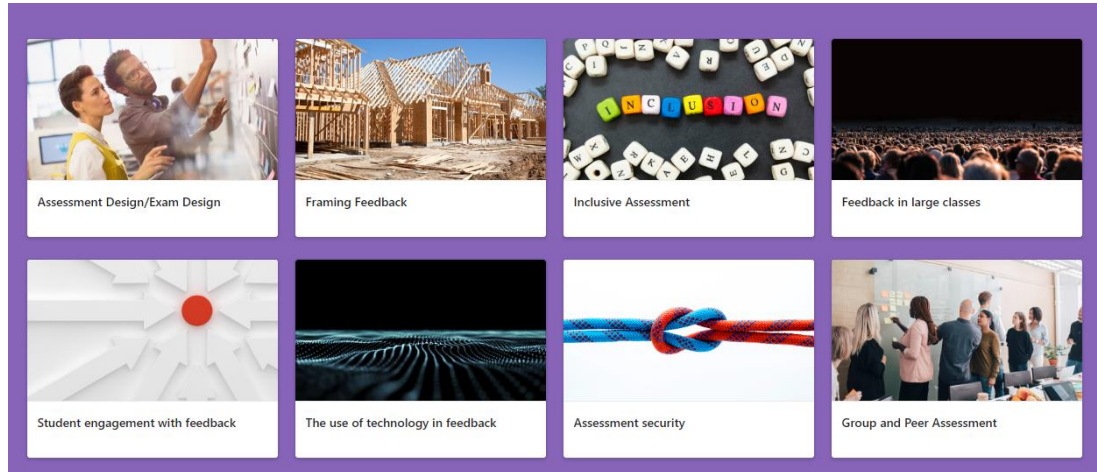 INCLUSION
Assessment Design/Exam Design
Framing Feedback
Inclusive Assessment
Feedback in large classes
Student engagement with feedback
The use of technology in feedback
Assessment security
Group and Peer Assessment